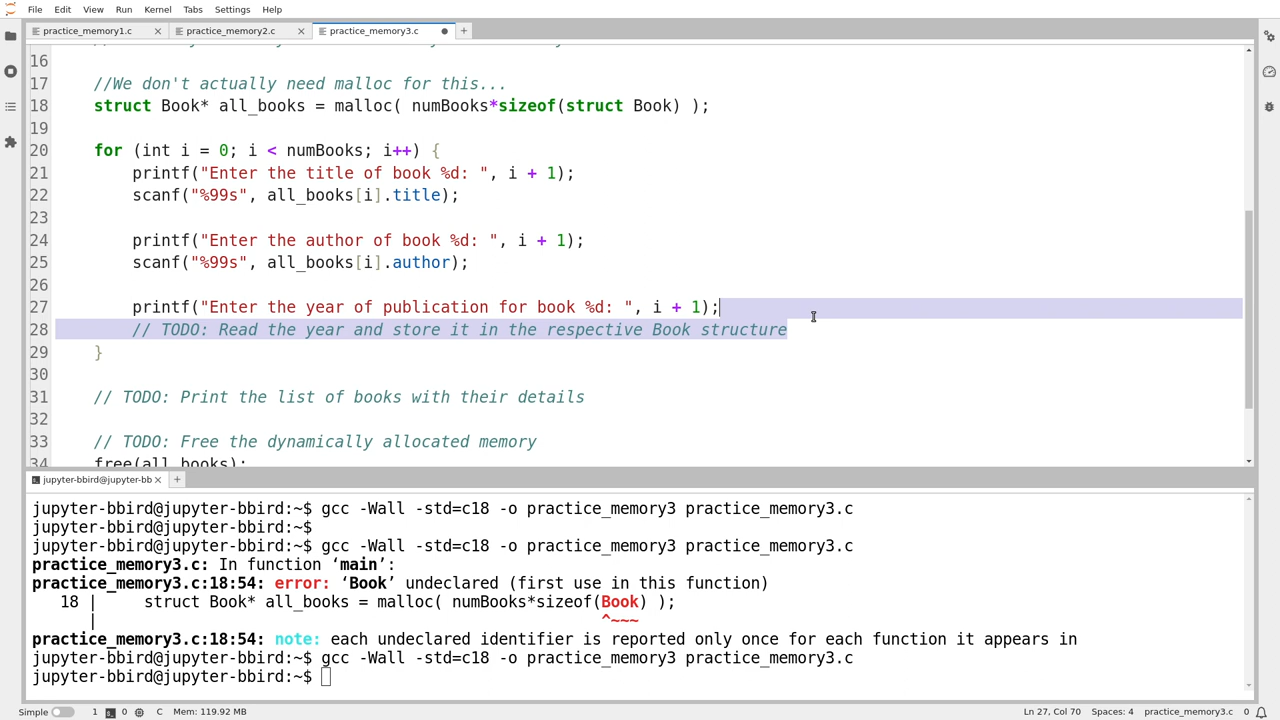 File Edit View Run Kernel Tabs Settings Help
practice_memory1.c × practice_memory2.c × practice_memory3.c ● +
16
17 //We don't actually need malloc for this...
18 struct Book* all_books = malloc( numBooks*sizeof(struct Book) );
19
20 for (int i = 0; i < numBooks; i++) {
21 printf("Enter the title of book %d: ", i + 1);
22 scanf("%99s", all_books[i].title);
23
24 printf("Enter the author of book %d: ", i + 1);
25 scanf("%99s", all_books[i].author);
26
27 printf("Enter the year of publication for book %d: ", i + 1);
28 // TODO: Read the year and store it in the respective Book structure
29 }
30
31 // TODO: Print the list of books with their details
32
33 // TODO: Free the dynamically allocated memory
34 free(all_books);
jupyter-bbird@jupyter-bb × +
jupyter-bbird@jupyter-bbird:~$ gcc -Wall -std=c18 -o practice_memory3 practice_memory3.c
jupyter-bbird@jupyter-bbird:~$
jupyter-bbird@jupyter-bbird:~$ gcc -Wall -std=c18 -o practice_memory3 practice_memory3.c
practice_memory3.c: In function ‘main’:
practice_memory3.c:18:54: error: ‘Book’ undeclared (first use in this function)
18 | struct Book* all_books = malloc( numBooks*sizeof(Book) );
| ^~~~
practice_memory3.c:18:54: note: each undeclared identifier is reported only once for each function it appears in
jupyter-bbird@jupyter-bbird:~$ gcc -Wall -std=c18 -o practice_memory3 practice_memory3.c
jupyter-bbird@jupyter-bbird:~$
Simple 1 0 C Mem: 119.92 MB Ln 27, Col 70 Spaces: 4 practice_memory3.c 0